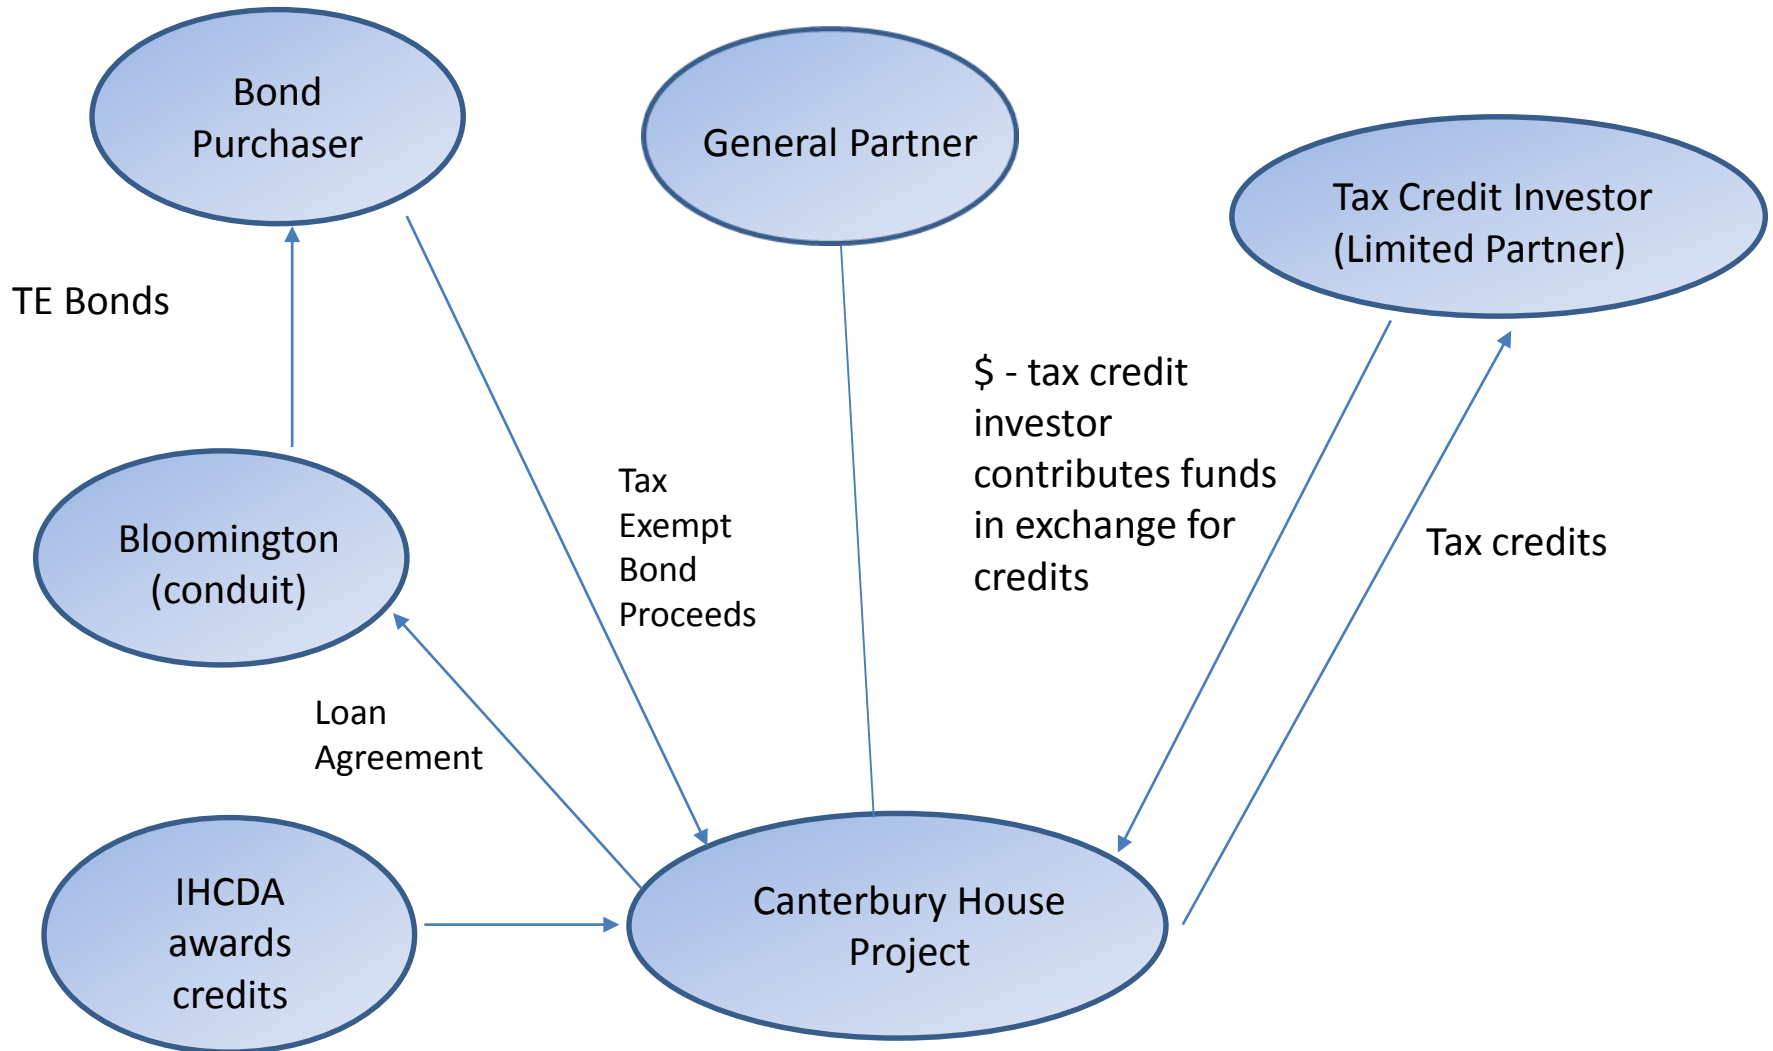 Bond
Purchaser
General Partner
Tax Credit Investor
(Limited Partner)
TE Bonds
$ - tax credit
investor
contributes funds
in exchange for
credits
Tax
Exempt
Bond
Proceeds
Tax credits
Bloomington
(conduit)
Loan
Agreement
IHCDA
awards
credits
Canterbury House
Project